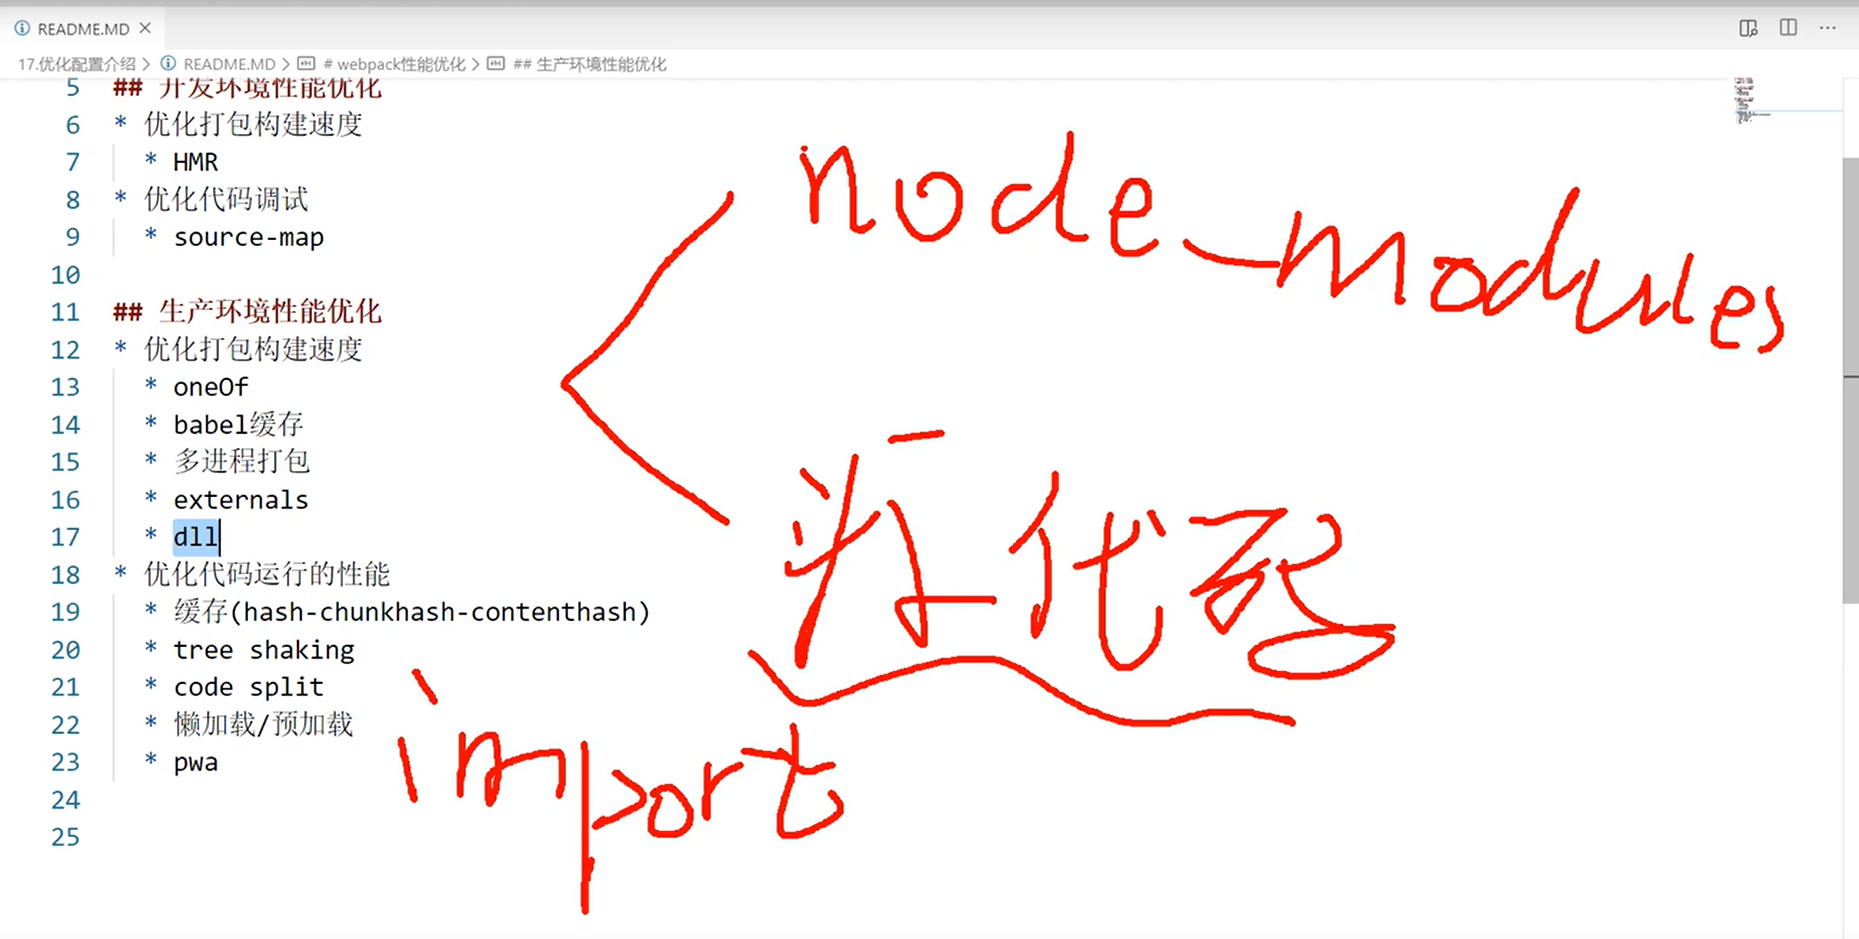 README.MD
17.优化配置介绍 > README.MD > # webpack性能优化 > ## 生产环境性能优化
5 ## 开发环境性能优化
6 * 优化打包构建速度
7 * HMR
8 * 优化代码调试
9 * source-map
10
11 ## 生产环境性能优化
12 * 优化打包构建速度
13 * oneOf
14 * babel缓存
15 * 多进程打包
16 * externals
17 * dll
18 * 优化代码运行的性能
19 * 缓存(hash-chunkhash-contenthash)
20 * tree shaking
21 * code split
22 * 懒加载/预加载
23 * pwa
24
25
node_modules
代码
import